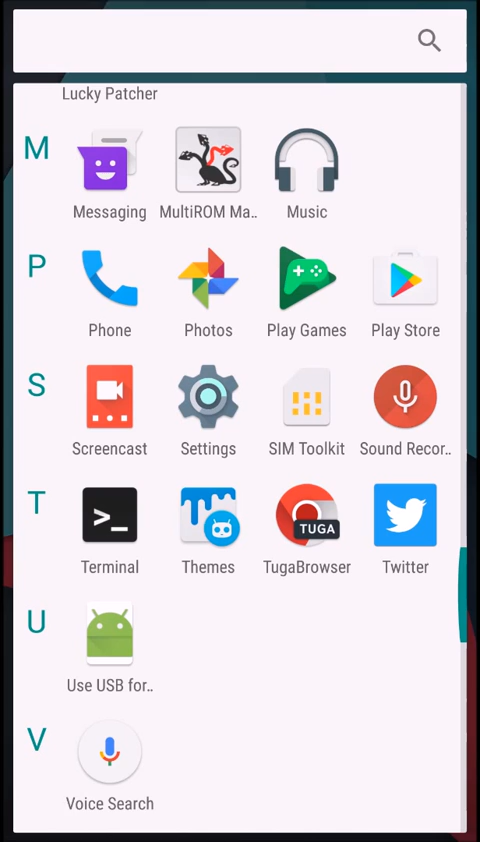 Lucky Patcher
M
Messaging
MultiROM Ma..
Music
P
Phone
Photos
Play Games
Play Store
S
Screencast
Settings
SIM Toolkit
Sound Recor..
T
>_
TUGA
Terminal
Themes
TugaBrowser
Twitter
U
Use USB for..
V
Voice Search